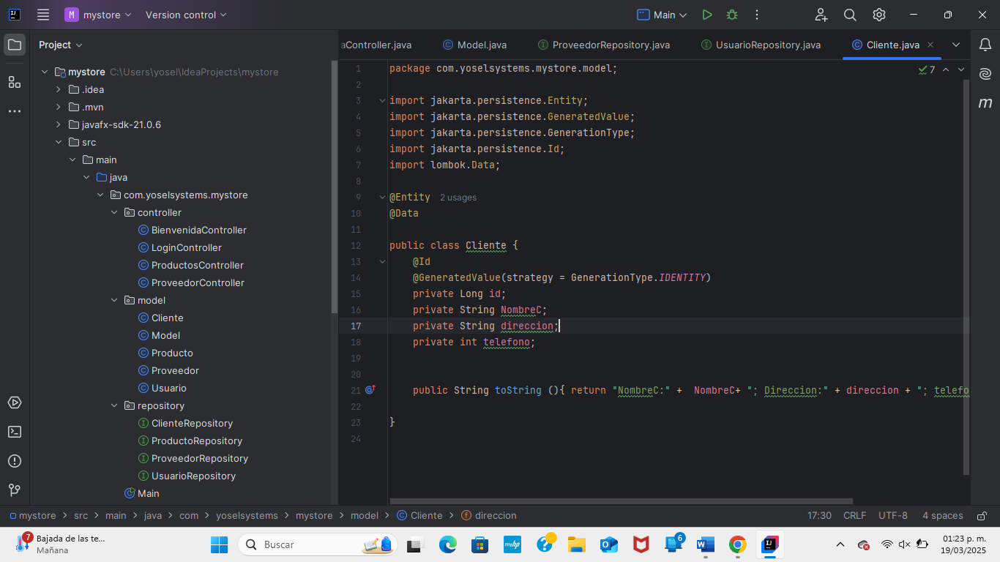 M mystore Version control Main
Project
aController.java Model.java ProveedorRepository.java UsuarioRepository.java Cliente.java
mystore C:\Users\yosel\IdeaProjects\mystore
.idea
.mvn
javafx-sdk-21.0.6
src
main
java
com.yoselsystems.mystore
controller
BienvenidaController
LoginController
ProductosController
ProveedorController
model
Cliente
Model
Producto
Proveedor
Usuario
repository
ClienteRepository
ProductoRepository
ProveedorRepository
UsuarioRepository
Main
7
1 package com.yoselsystems.mystore.model;
2
3 import jakarta.persistence.Entity;
4 import jakarta.persistence.GeneratedValue;
5 import jakarta.persistence.GenerationType;
6 import jakarta.persistence.Id;
7 import lombok.Data;
8
9 @Entity 2 usages
10 @Data
11
12 public class Cliente {
13 @Id
14 @GeneratedValue(strategy = GenerationType.IDENTITY)
15 private Long id;
16 private String NombreC;
17 private String direccion;
18 private int telefono;
19
20
21 public String toString (){ return "NombreC:" + NombreC+ "; Direccion:" + direccion + "; telefo
22
23 }
24
m
mystore > src > main > java > com > yoselsystems > mystore > model > Cliente > direccion 17:30 CRLF UTF-8 4 spaces
7 Bajada de las te...
Mañana
Buscar
myhp
6
01:23 p. m.
19/03/2025